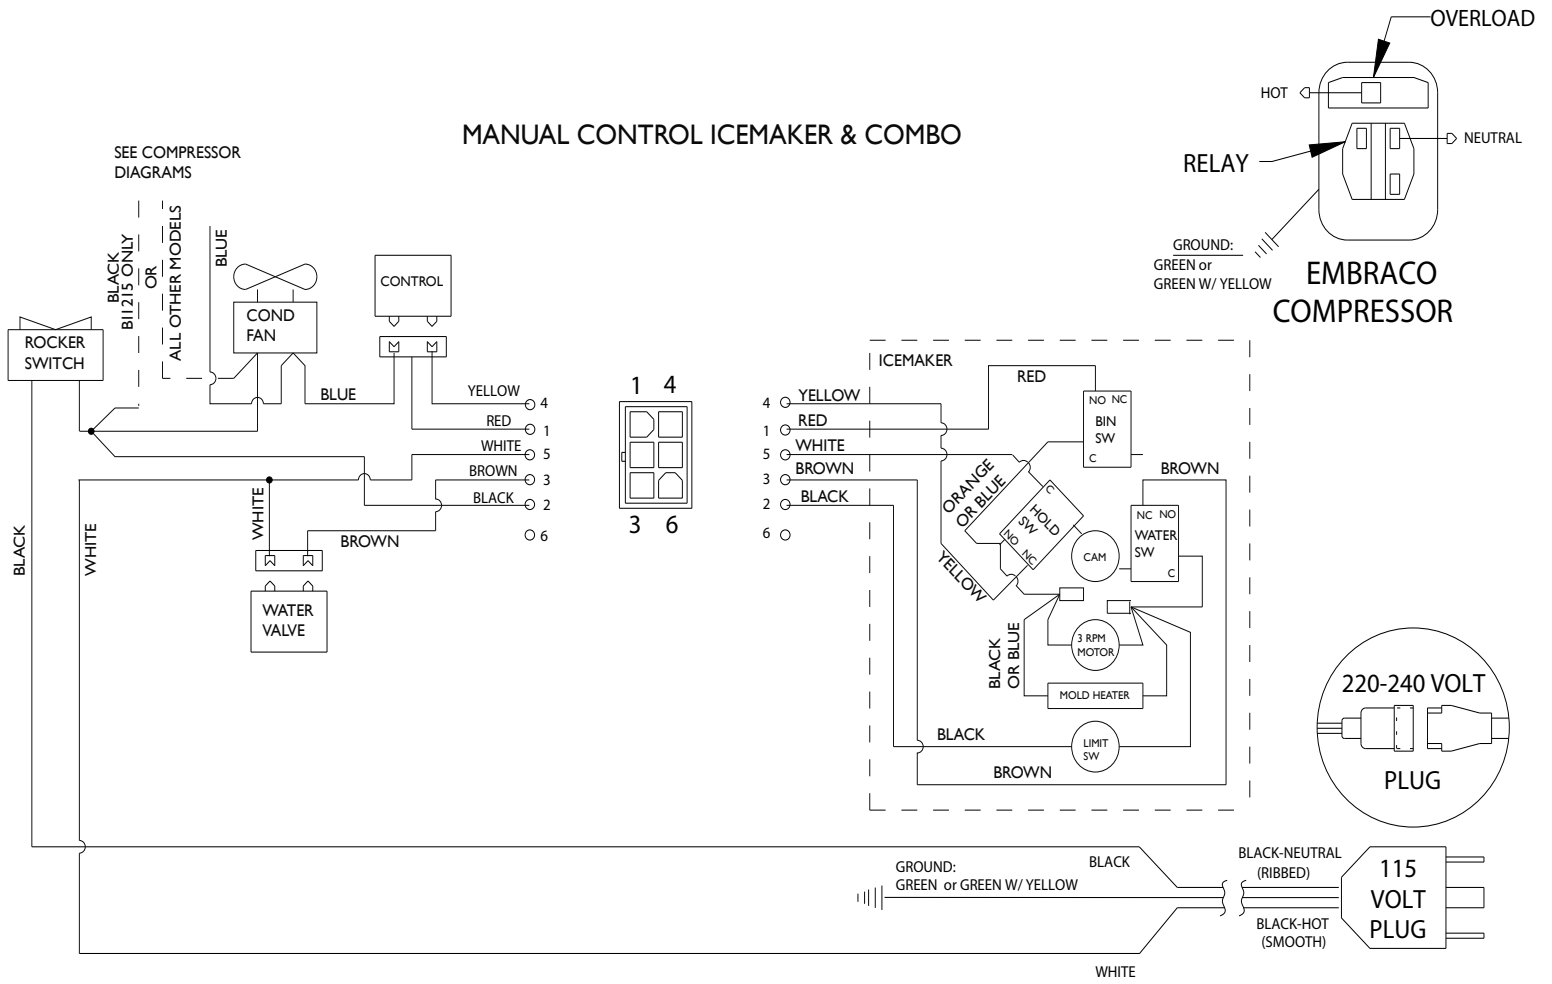 OVERLOAD
HOT
NEUTRAL
RELAY
GROUND:
GREEN or
GREEN W/ YELLOW
EMBRACO
COMPRESSOR
MANUAL CONTROL ICEMAKER & COMBO
SEE COMPRESSOR
DIAGRAMS
BLACK
BI1215 ONLY
OR
ALL OTHER MODELS
BLUE
COND
FAN
CONTROL
ROCKER
SWITCH
BLUE
YELLOW 4
RED 1
WHITE 5
BROWN 3
BLACK 2
6
WHITE
BROWN
WATER
VALVE
BLACK
WHITE
1 4
3 6
4 YELLOW
1 RED
5 WHITE
3 BROWN
2 BLACK
6
ICEMAKER
RED
NO NC
BIN
SW
C
BROWN
ORANGE
OR BLUE
C
HOLD
SW
NO NC
NC NO
WATER
SW
C
CAM
YELLOW
BLACK
OR BLUE
3 RPM
MOTOR
MOLD HEATER
BLACK
LIMIT
SW
BROWN
220-240 VOLT
PLUG
BLACK
GROUND:
GREEN or GREEN W/ YELLOW
BLACK-NEUTRAL
(RIBBED)
BLACK-HOT
(SMOOTH)
115
VOLT
PLUG
WHITE